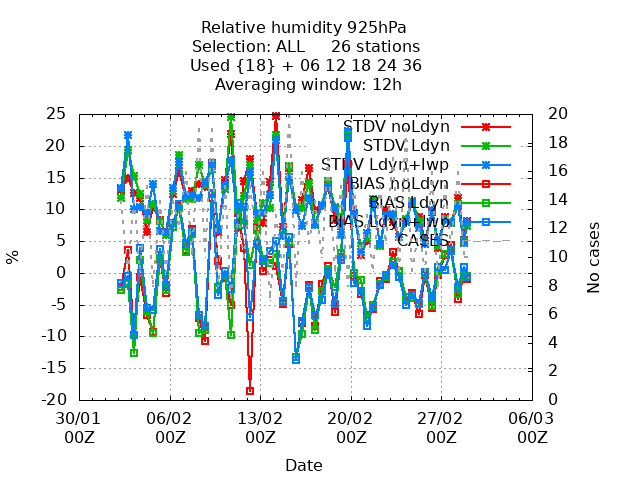 Relative humidity 925hPa
Selection: ALL 26 stations
Used {18} + 06 12 18 24 36
Averaging window: 12h
STDV noLdyn
STDV Ldyn
STDV Ldyn+lwp
BIAS noLdyn
BIAS Ldyn
BIAS Ldyn+lwp
CASES
25
20
15
10
5
0
-5
-10
-15
-20
%
20
18
16
14
12
10
8
6
4
2
0
No cases
30/01 06/02 13/02 20/02 27/02 06/03
00Z 00Z 00Z 00Z 00Z 00Z
Date